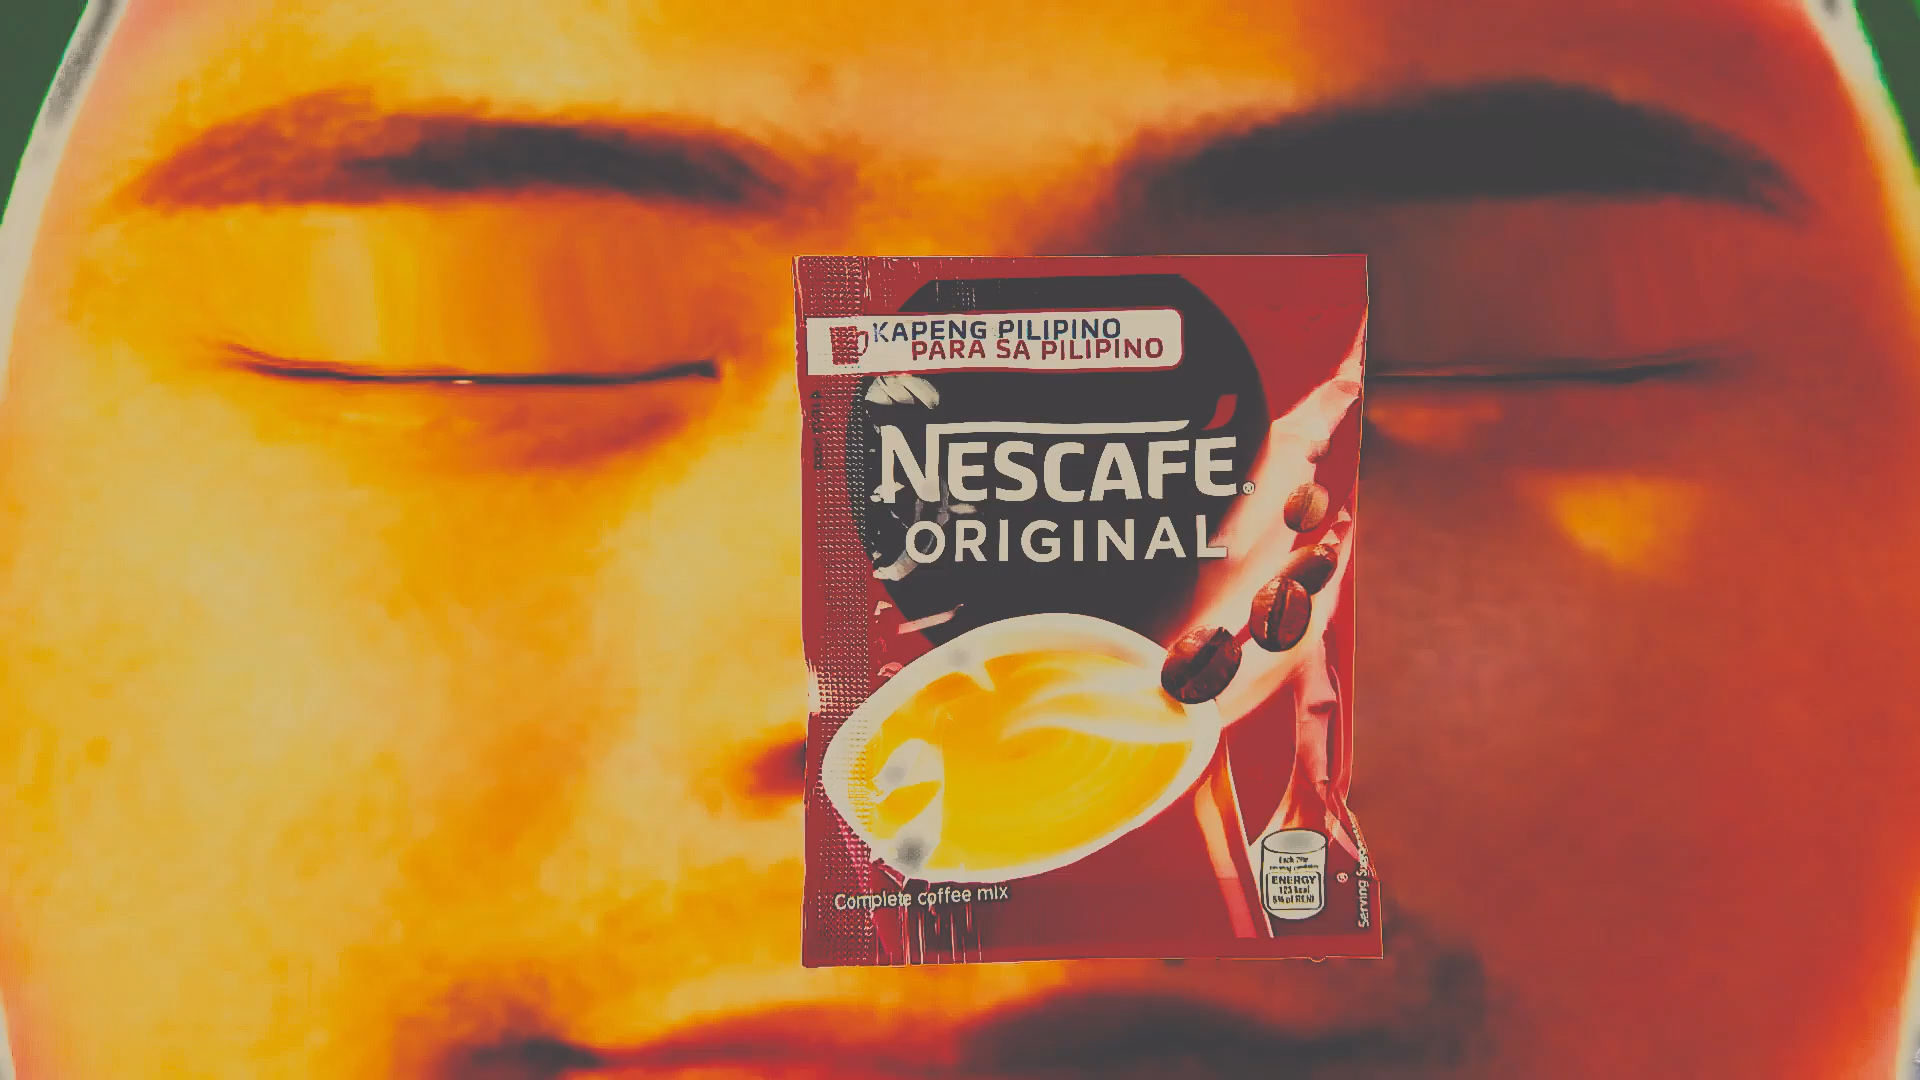 KAPENG PILIPINO
PARA SA PILIPINO
NESCAFÉ®
ORIGINAL
Complete coffee mix
ENERGY